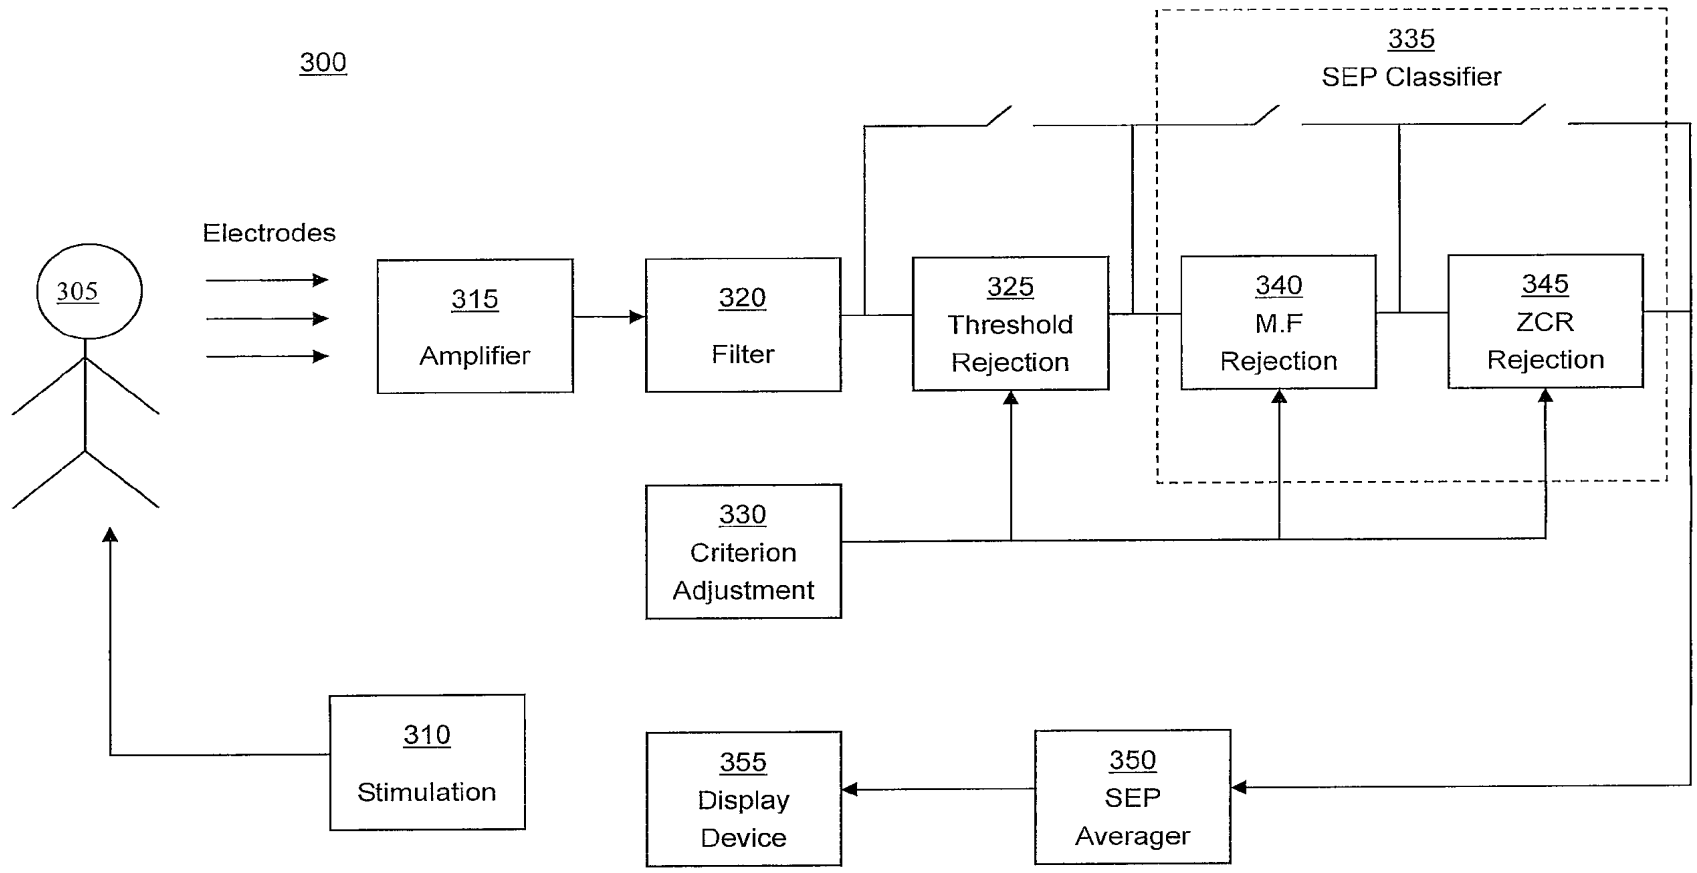 300
335
SEP Classifier
Electrodes
305
315
Amplifier
320
Filter
325
Threshold
Rejection
340
M.F
Rejection
345
ZCR
Rejection
330
Criterion
Adjustment
310
Stimulation
355
Display
Device
350
SEP
Averager